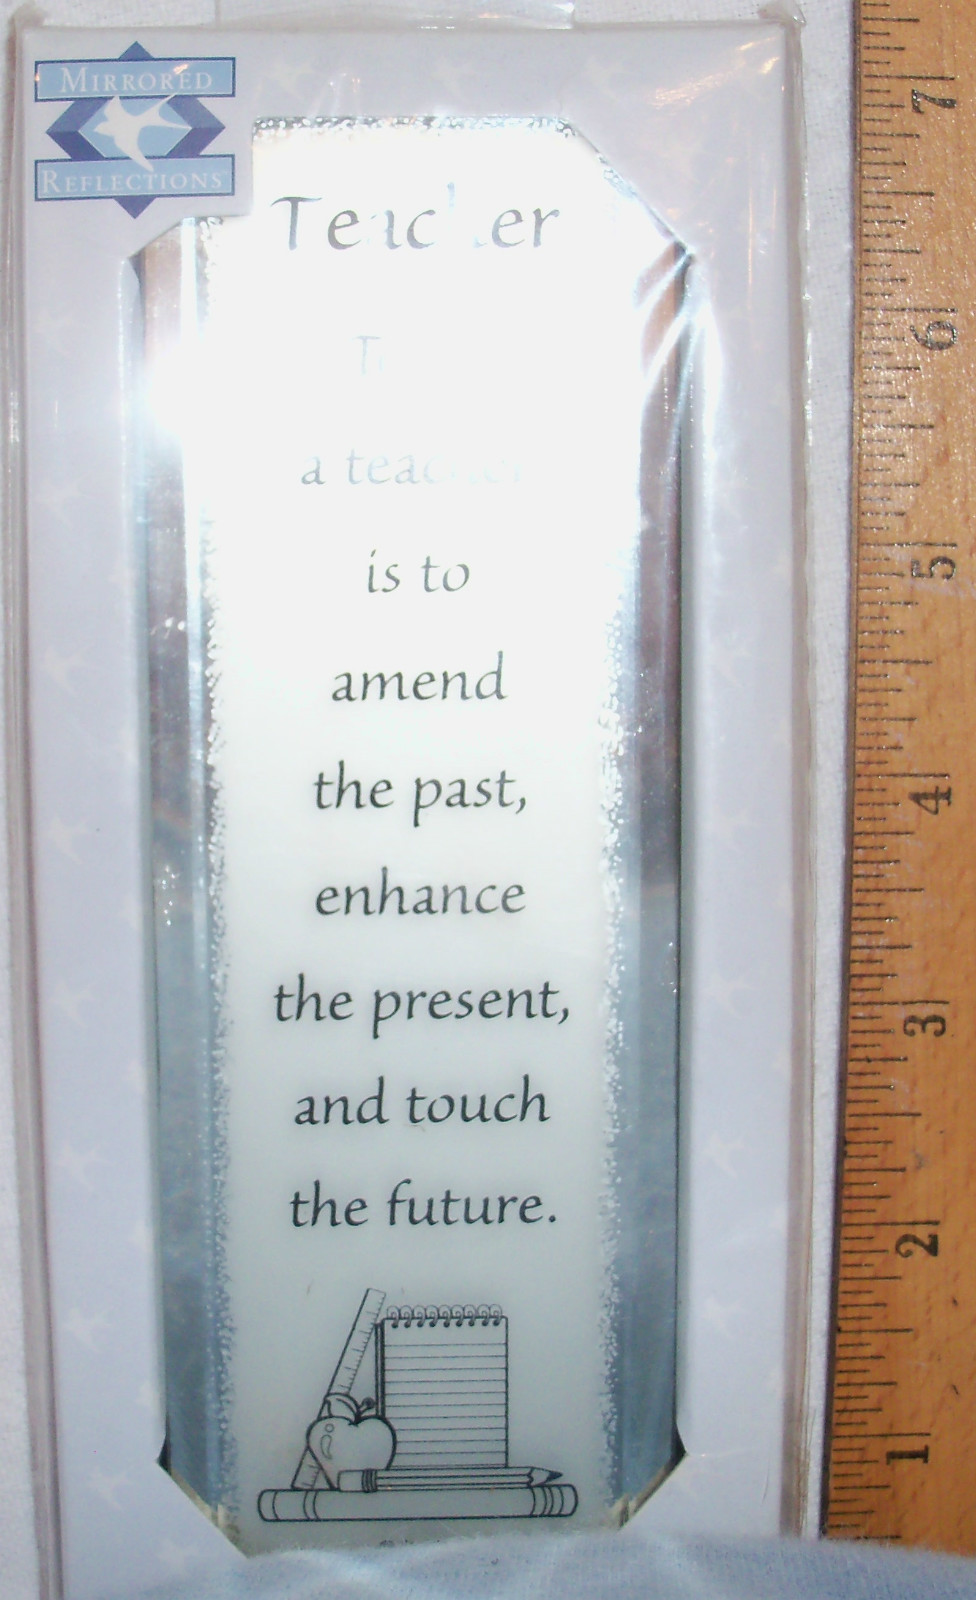 MIRRORED
REFLECTIONS
Teacher
a teacher
is to
amend
the past,
enhance
the present,
and touch
the future.
7
6
5
4
3
2
1